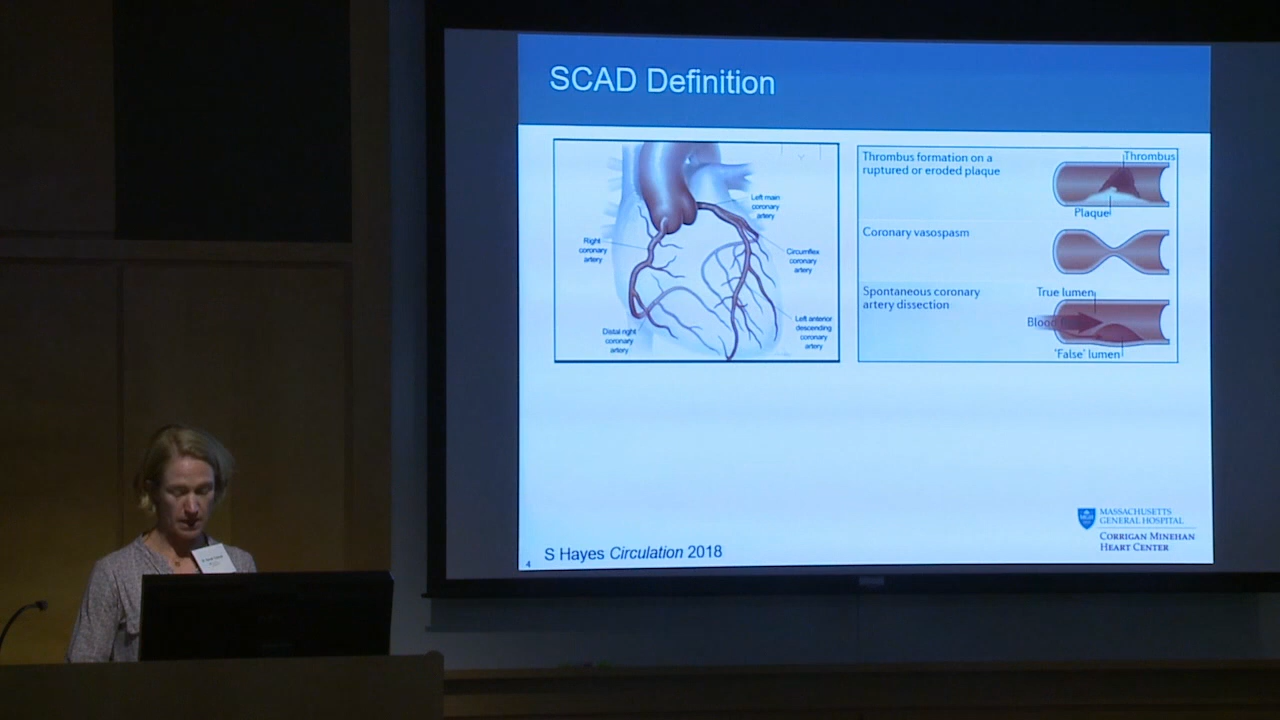 SCAD Definition
Left main
coronary
artery
Right
coronary
artery
Circumflex
coronary
artery
Distal right
coronary
artery
Left anterior
descending
coronary
artery
Thrombus formation on a
ruptured or eroded plaque
Thrombus
Plaque
Coronary vasospasm
Spontaneous coronary
artery dissection
True lumen
Blood
'False' lumen
MASSACHUSETTS
GENERAL HOSPITAL
CORRIGAN MINEHAN
HEART CENTER
S Hayes Circulation 2018
4